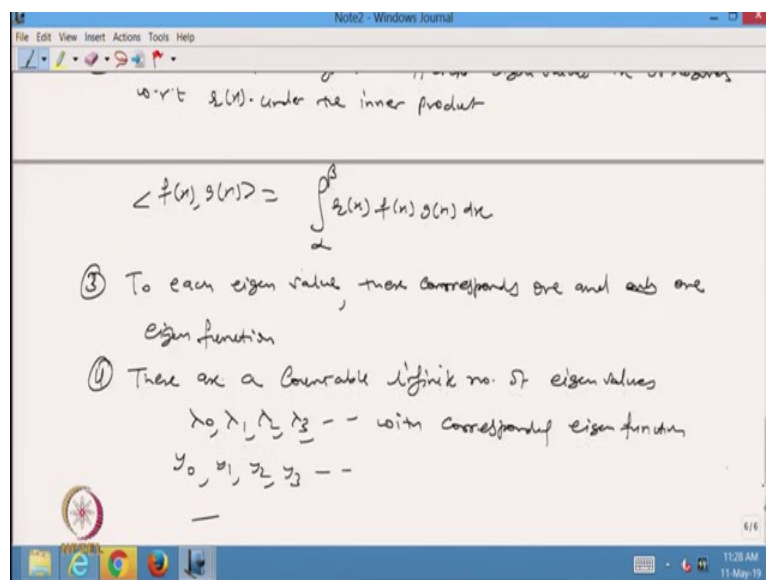 Note2 - Windows Journal
File Edit View Insert Actions Tools Help
eigen values
w.r.t r(x). under the inner product
< f(x), g(x)> = ∫_α^β r(x) f(x) g(x) dx
③ To each eigen value, there corresponds one and one
eigen function
④ There are a Countable infinite no. of eigen values
λ0, λ1, λ2, λ3 - - with corresponding eigen function
y0, y1, y2, y3 - -
6/6
NPTEL
11:28 AM
11-May-19